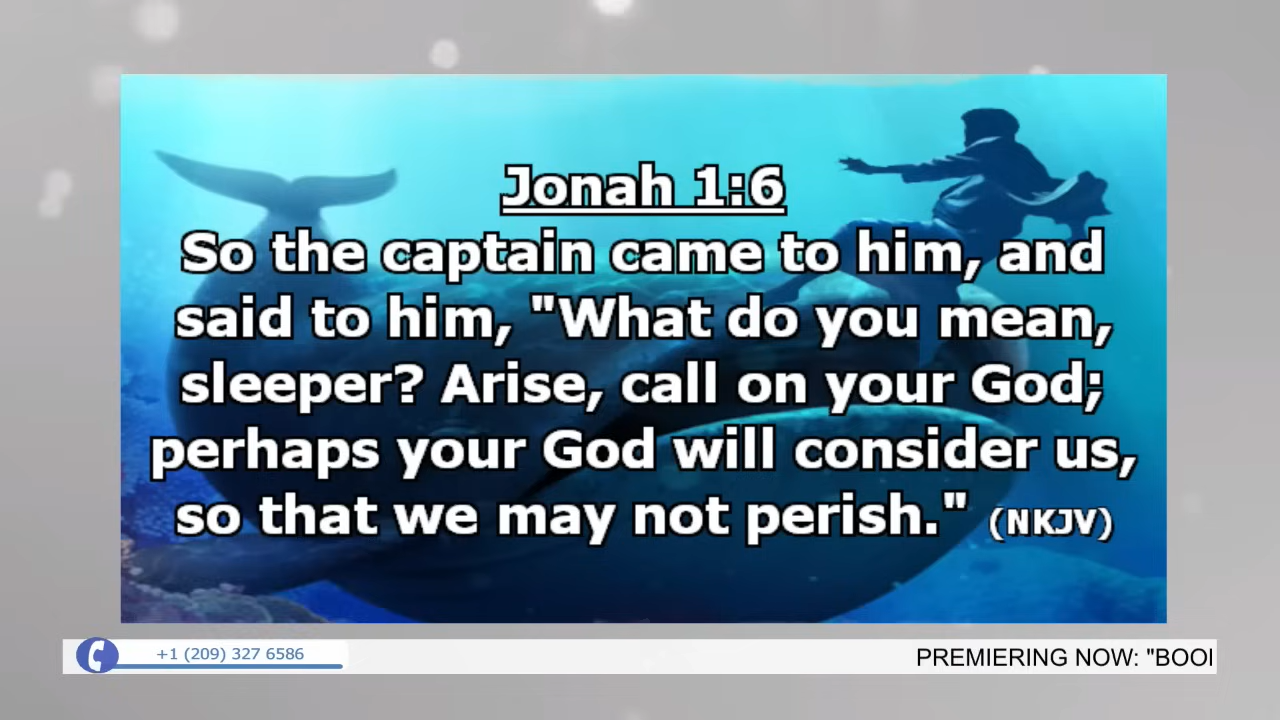 Jonah 1:6
So the captain came to him, and
said to him, "What do you mean,
sleeper? Arise, call on your God;
perhaps your God will consider us,
so that we may not perish." (NKJV)
+1 (209) 327 6586
PREMIERING NOW: "BOO